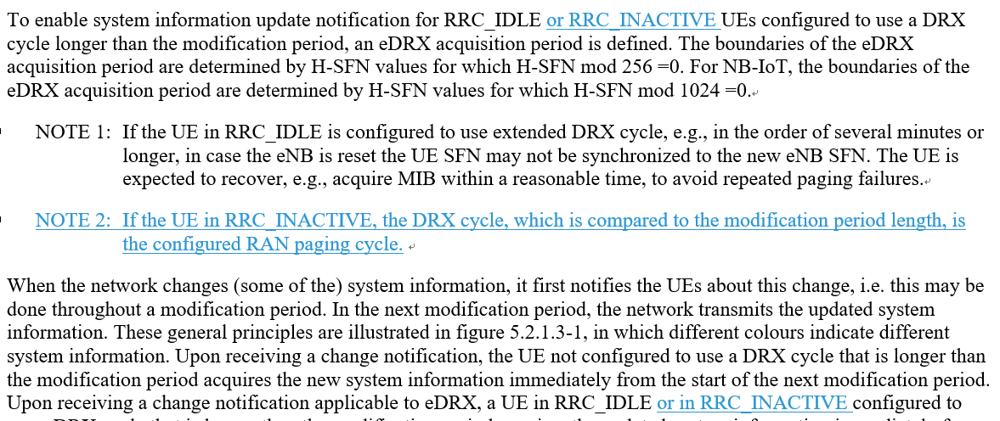 To enable system information update notification for RRC_IDLE or RRC_INACTIVE UEs configured to use a DRX
cycle longer than the modification period, an eDRX acquisition period is defined. The boundaries of the eDRX
acquisition period are determined by H-SFN values for which H-SFN mod 256 =0. For NB-IoT, the boundaries of the
eDRX acquisition period are determined by H-SFN values for which H-SFN mod 1024 =0.
NOTE 1: If the UE in RRC_IDLE is configured to use extended DRX cycle, e.g., in the order of several minutes or
longer, in case the eNB is reset the UE SFN may not be synchronized to the new eNB SFN. The UE is
expected to recover, e.g., acquire MIB within a reasonable time, to avoid repeated paging failures.
NOTE 2: If the UE in RRC_INACTIVE, the DRX cycle, which is compared to the modification period length, is
the configured RAN paging cycle.
When the network changes (some of the) system information, it first notifies the UEs about this change, i.e. this may be
done throughout a modification period. In the next modification period, the network transmits the updated system
information. These general principles are illustrated in figure 5.2.1.3-1, in which different colours indicate different
system information. Upon receiving a change notification, the UE not configured to use a DRX cycle that is longer than
the modification period acquires the new system information immediately from the start of the next modification period.
Upon receiving a change notification applicable to eDRX, a UE in RRC_IDLE or in RRC_INACTIVE configured to